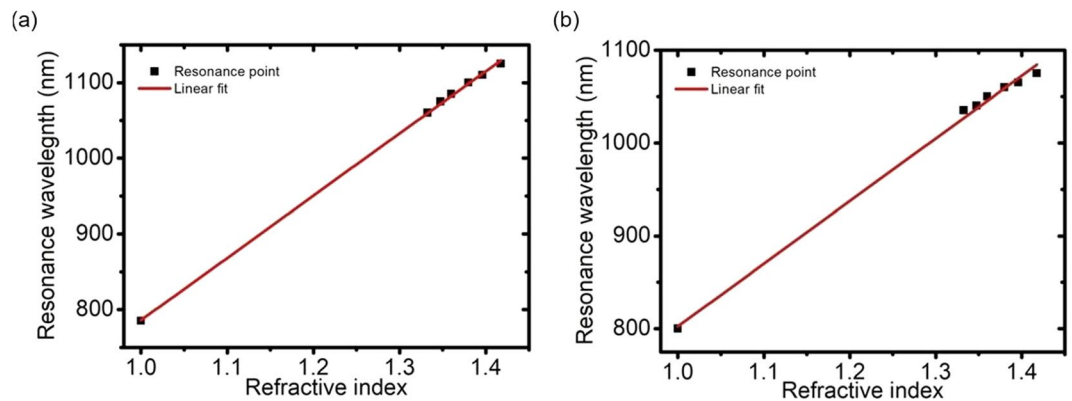 (a)
Resonance wavelegnth (nm)
1100
1000
900
800
Resonance point
Linear fit
1.0 1.1 1.2 1.3 1.4
Refractive index
(b)
Resonance wavelength (nm)
1100
1000
900
800
Resonance point
Linear fit
1.0 1.1 1.2 1.3 1.4
Refractive index